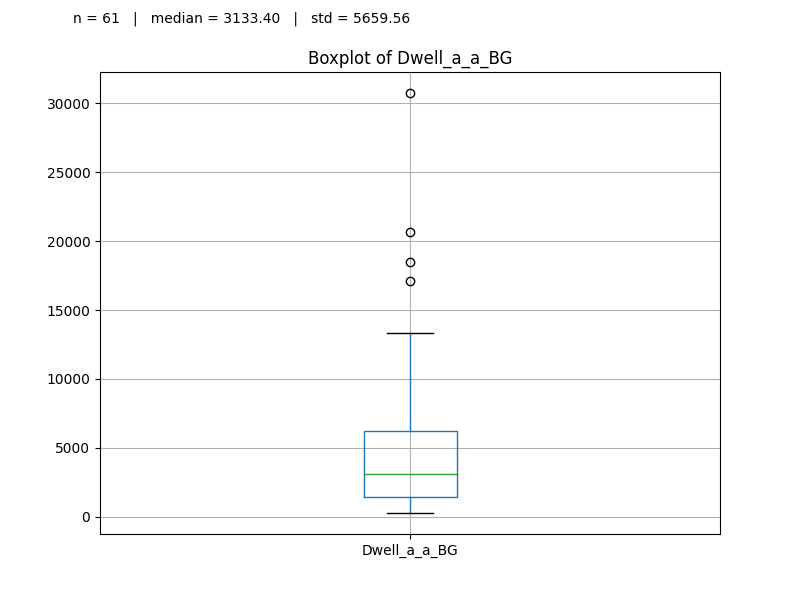 n = 61   |   median = 3133.40   |   std = 5659.56
Boxplot of Dwell_a_a_BG
30000
25000
20000
15000
10000
5000
0
Dwell_a_a_BG